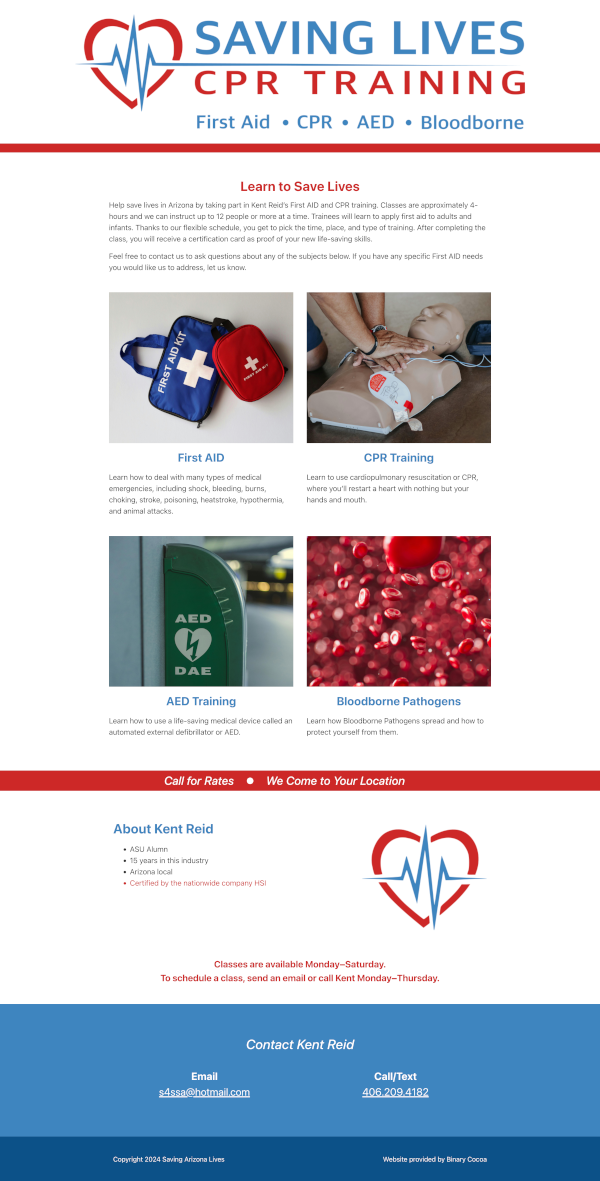 SAVING LIVES
CPR TRAINING
First Aid • CPR • AED • Bloodborne
Learn to Save Lives
Help save lives in Arizona by taking part in Kent Reid's First AID and CPR training. Classes are approximately 4-
hours and we can instruct up to 12 people or more at a time. Trainees will learn to apply first aid to adults and
infants. Thanks to our flexible schedule, you get to pick the time, place, and type of training. After completing the
class, you will receive a certification card as proof of your new life-saving skills.
Feel free to contact us to ask questions about any of the subjects below. If you have any specific First AID needs
you would like us to address, let us know.
FIRST AID KIT
FIRST AID KIT
First AID
CPR Training
Learn how to deal with many types of medical
emergencies, including shock, bleeding, burns,
choking, stroke, poisoning, heatstroke, hypothermia,
and animal attacks.
Learn to use cardiopulmonary resuscitation or CPR,
where you'll restart a heart with nothing but your
hands and mouth.
AED
DAE
AED Training
Bloodborne Pathogens
Learn how to use a life-saving medical device called an
automated external defibrillator or AED.
Learn how Bloodborne Pathogens spread and how to
protect yourself from them.
Call for Rates ● We Come to Your Location
About Kent Reid
• ASU Alumn
• 15 years in this industry
• Arizona local
• Certified by the nationwide company HSI
Classes are available Monday–Saturday.
To schedule a class, send an email or call Kent Monday–Thursday.
Contact Kent Reid
Email
s4ssa@hotmail.com
Call/Text
406.209.4182
Copyright 2024 Saving Arizona Lives
Website provided by Binary Cocoa